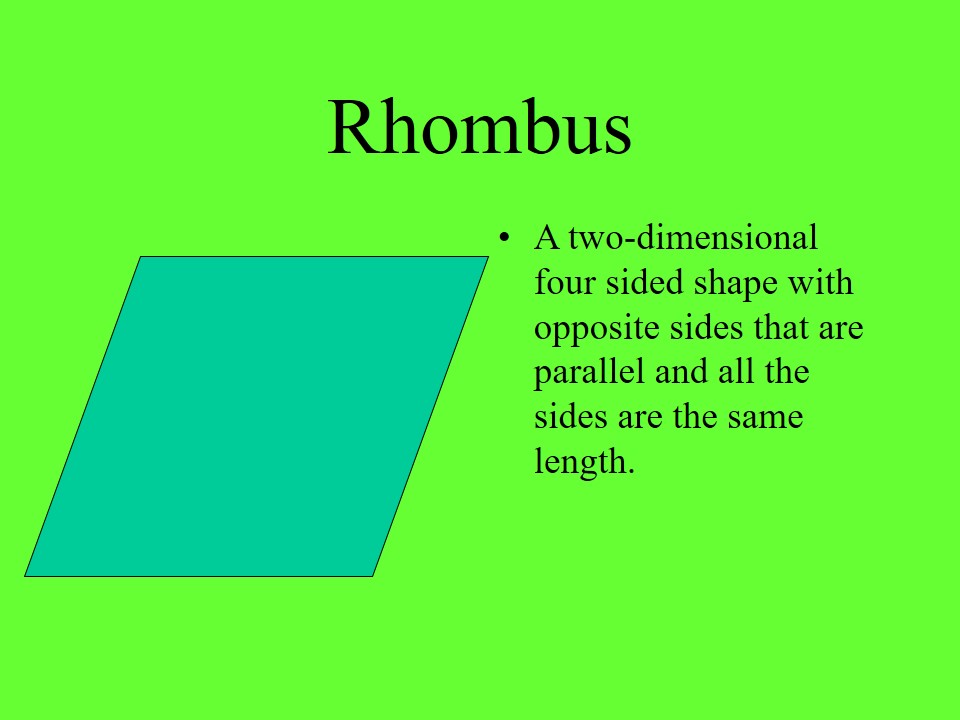 Rhombus
• A two-dimensional
four sided shape with
opposite sides that are
parallel and all the
sides are the same
length.